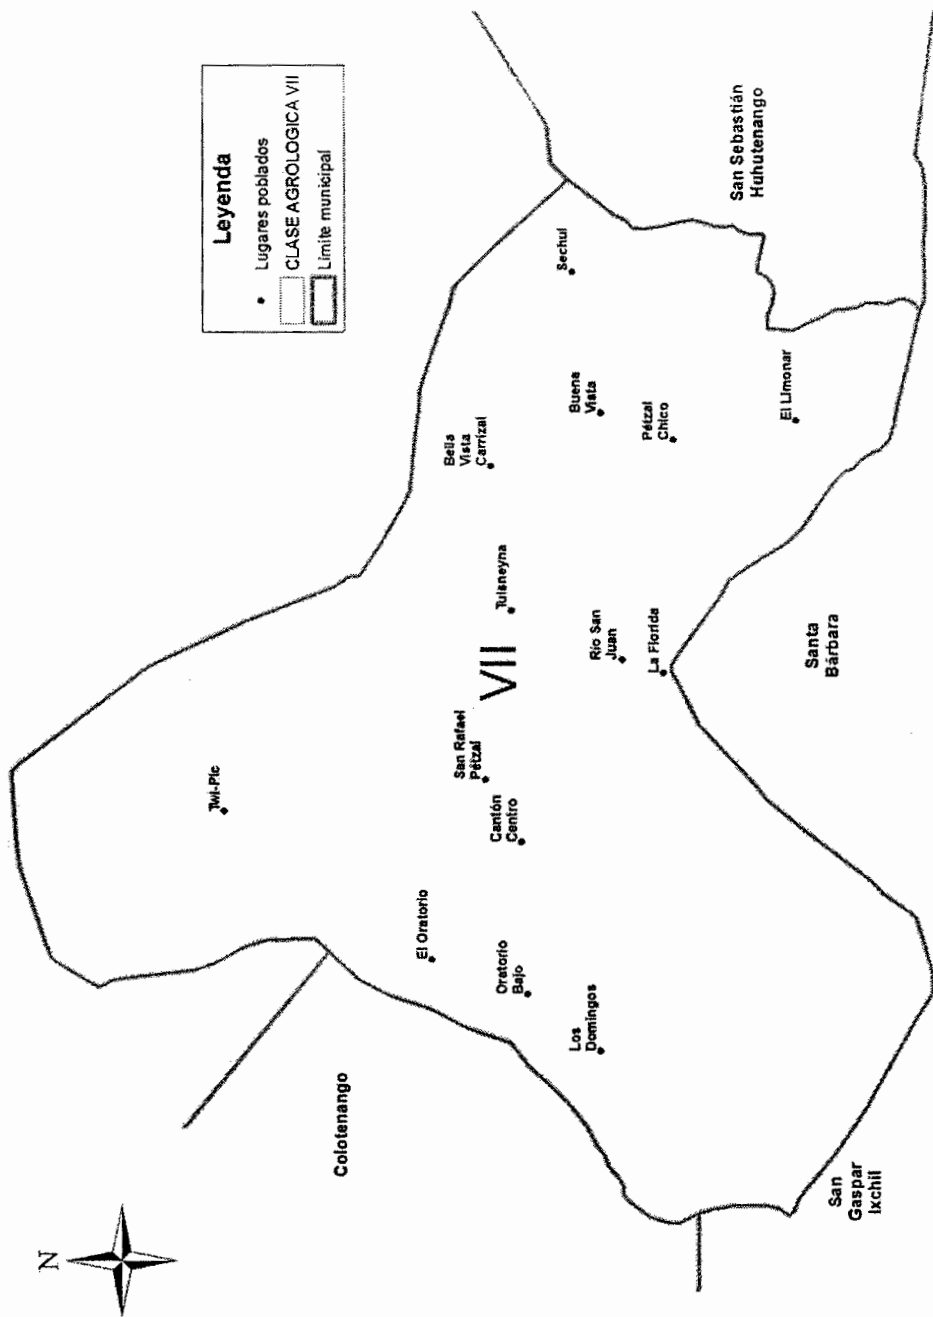 N
Leyenda
Lugares poblados
CLASE AGROLOGICA VII
Limite municipal
Twi-Pic
Colotenango
El Oratorio
San Rafael
Pétzal
Bella
Vista
Carrizal
Cantón
Centro
VII
Tuisneyna
Oratorio
Bajo
Los
Domingos
Rio San
Juan
La Florida
Buena
Vista
Sechul
Pétzal
Chico
El Limonar
San Sebastián
Huhutenango
Santa
Bárbara
San
Gaspar
Ixchil